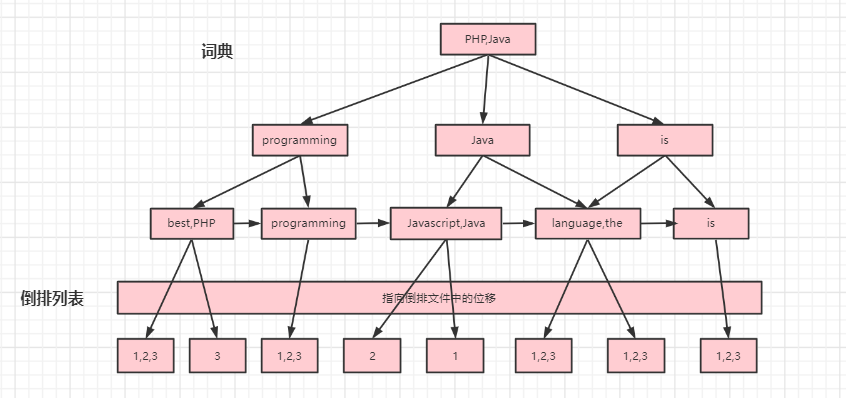 词典
PHP,Java
programming
Java
is
best,PHP
programming
Javascript,Java
language,the
is
倒排列表
指向倒排文件中的位移
1,2,3
3
1,2,3
2
1
1,2,3
1,2,3
1,2,3